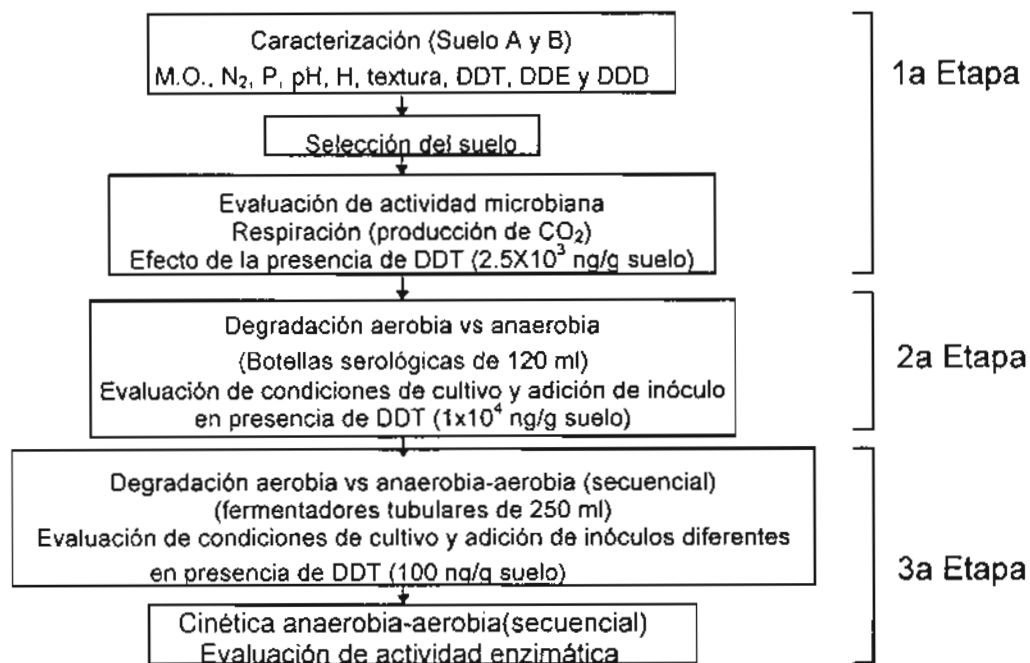 Caracterización (Suelo A y B)
M.O., N₂, P, pH, H, textura, DDT, DDE y DDD
1a Etapa
Selección del suelo
Evaluación de actividad microbiana
Respiración (producción de CO₂)
Efecto de la presencia de DDT (2.5X10³ ng/g suelo)
Degradación aerobia vs anaerobia
(Botellas serológicas de 120 ml)
2a Etapa
Evaluación de condiciones de cultivo y adición de inóculo
en presencia de DDT (1x10⁴ ng/g suelo)
Degradación aerobia vs anaerobia-aerobia (secuencial)
(fermentadores tubulares de 250 ml)
Evaluación de condiciones de cultivo y adición de inóculos diferentes
en presencia de DDT (100 ng/g suelo)
3a Etapa
Cinética anaerobia-aerobia(secuencial)
Evaluación de actividad enzimática